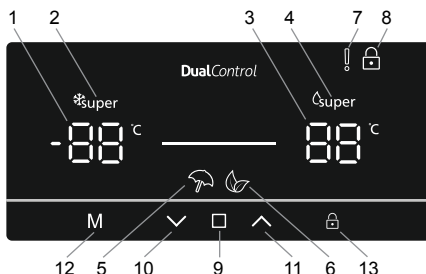 1 2 3 4 7 8
DualControl
super super
-88 °C 88 °C
M
12 5 10 9 11 6 13